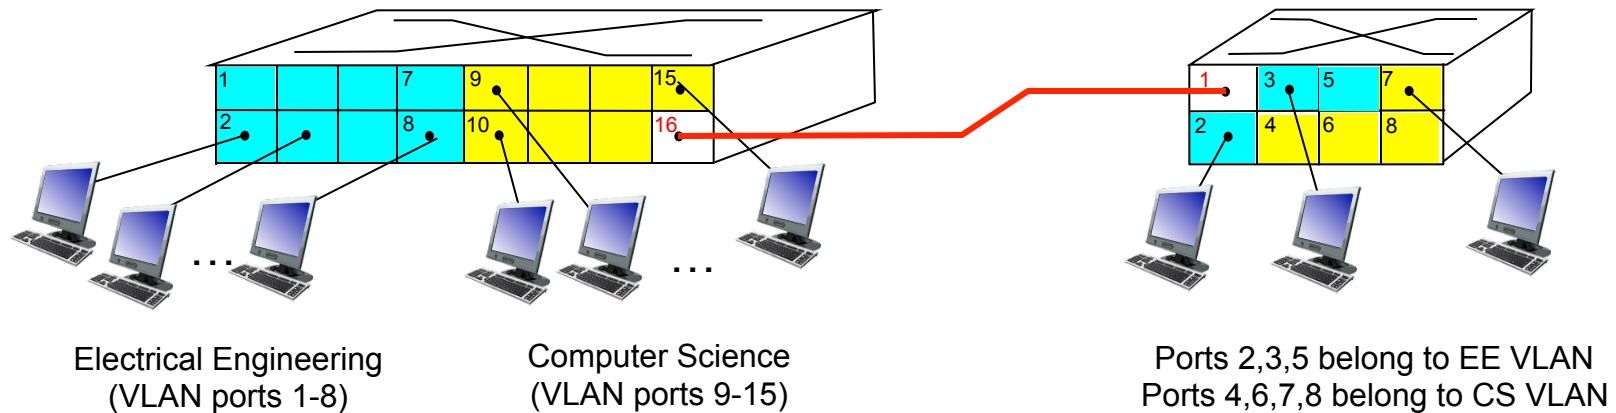 1 7 9 15
2 8 10 16
1 3 5 7
2 4 6 8
... ...
Electrical Engineering
(VLAN ports 1-8)
Computer Science
(VLAN ports 9-15)
Ports 2,3,5 belong to EE VLAN
Ports 4,6,7,8 belong to CS VLAN